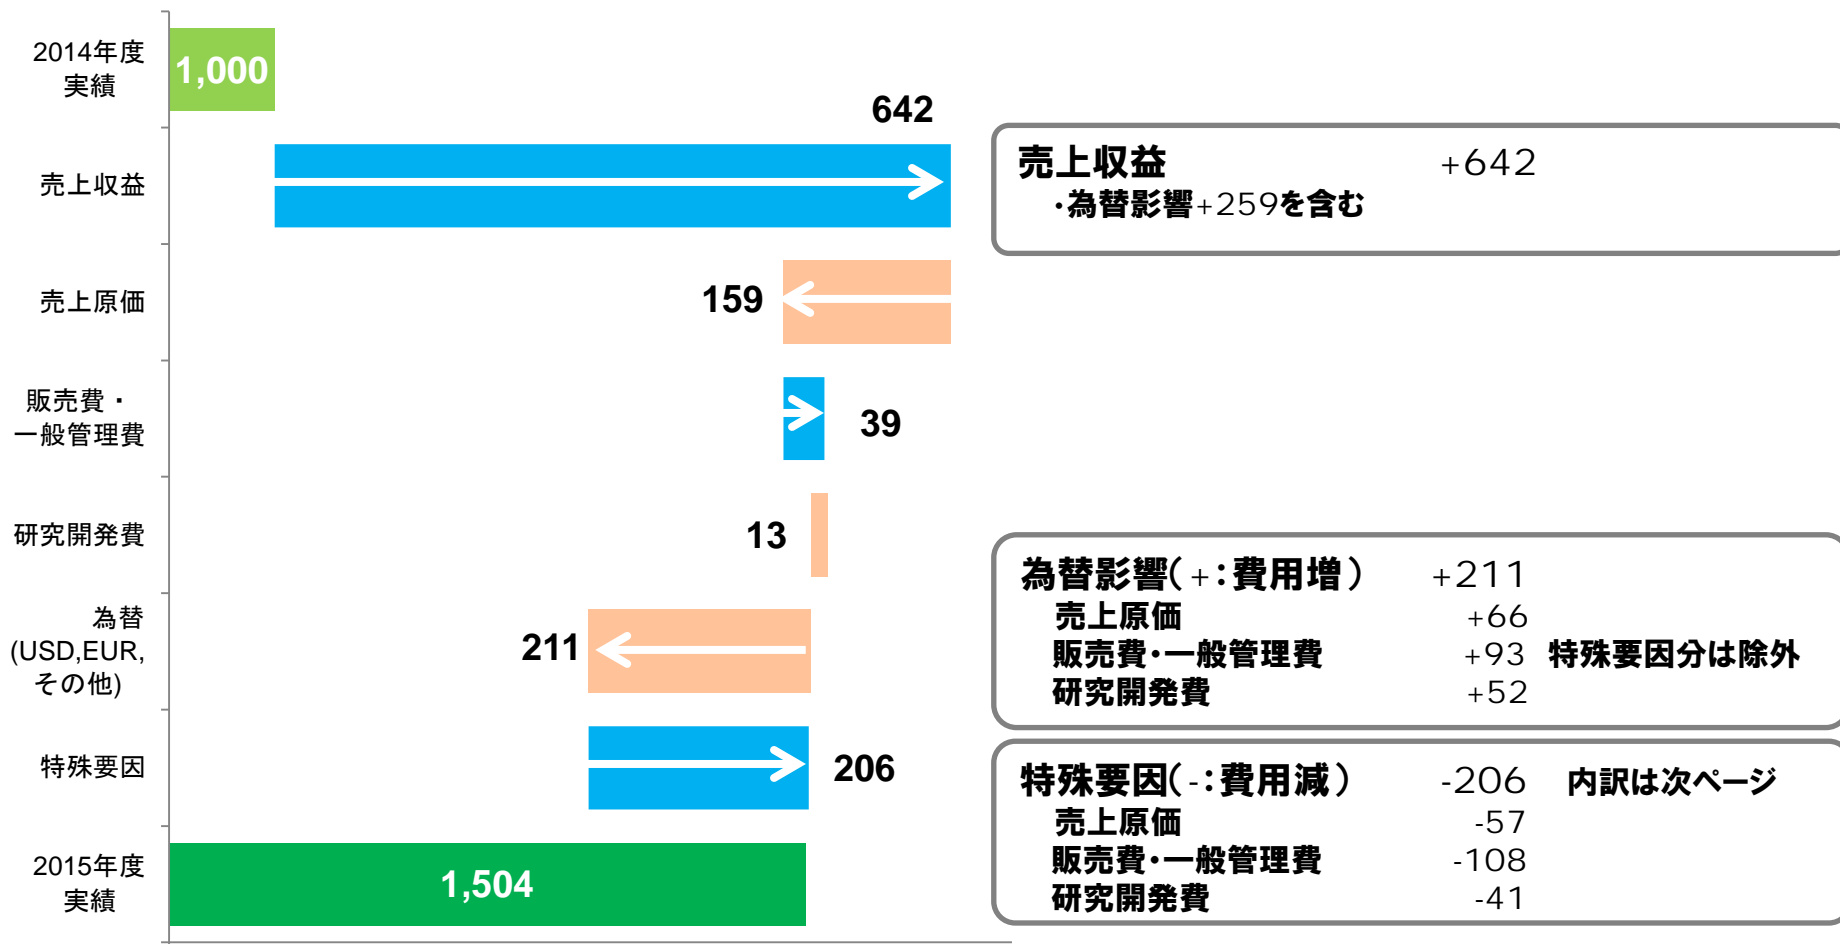 2014年度
実績
1,000
642
売上収益
売上収益 +642
・為替影響+259を含む
売上原価
159
販売費・
一般管理費
39
研究開発費
13
為替
(USD,EUR,
その他)
211
為替影響(+:費用増) +211
売上原価 +66
販売費・一般管理費 +93 特殊要因分は除外
研究開発費 +52
特殊要因
206
特殊要因(-:費用減) -206 内訳は次ページ
売上原価 -57
販売費・一般管理費 -108
研究開発費 -41
2015年度
実績
1,504